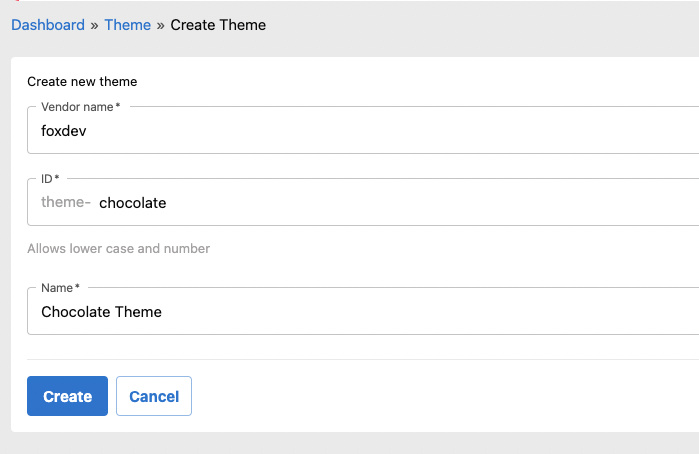 Dashboard » Theme » Create Theme
Create new theme
Vendor name *
foxdev
ID *
theme- chocolate
Allows lower case and number
Name *
Chocolate Theme
Create Cancel